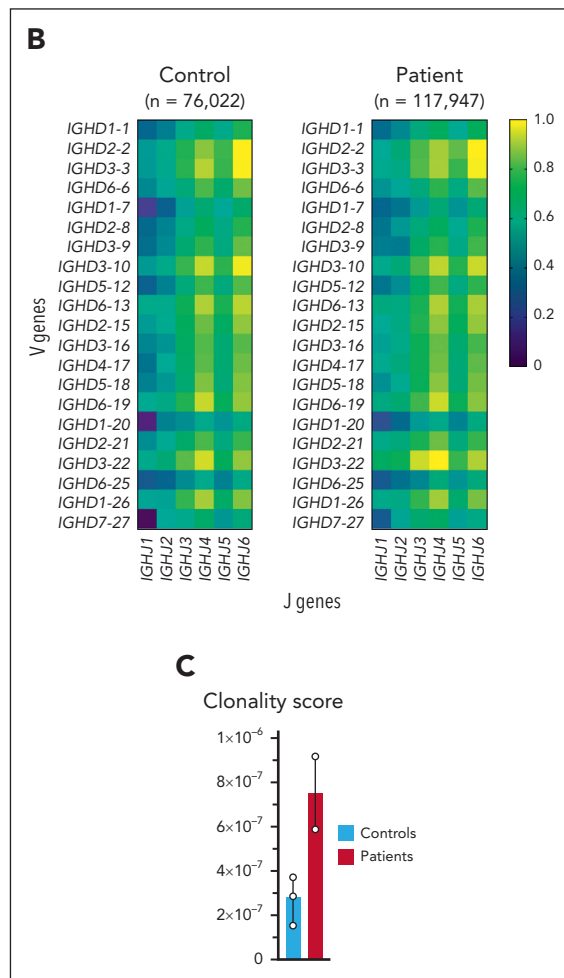 B
Control
(n = 76,022)
Patient
(n = 117,947)
V genes
IGHD1-1
IGHD2-2
IGHD3-3
IGHD6-6
IGHD1-7
IGHD2-8
IGHD3-9
IGHD3-10
IGHD5-12
IGHD6-13
IGHD2-15
IGHD3-16
IGHD4-17
IGHD5-18
IGHD6-19
IGHD1-20
IGHD2-21
IGHD3-22
IGHD6-25
IGHD1-26
IGHD7-27
IGHD1-1
IGHD2-2
IGHD3-3
IGHD6-6
IGHD1-7
IGHD2-8
IGHD3-9
IGHD3-10
IGHD5-12
IGHD6-13
IGHD2-15
IGHD3-16
IGHD4-17
IGHD5-18
IGHD6-19
IGHD1-20
IGHD2-21
IGHD3-22
IGHD6-25
IGHD1-26
IGHD7-27
1.0
0.8
0.6
0.4
0.2
0
IGHJ1
IGHJ2
IGHJ3
IGHJ4
IGHJ5
IGHJ6
IGHJ1
IGHJ2
IGHJ3
IGHJ4
IGHJ5
IGHJ6
J genes
C
Clonality score
1×10⁻⁶
8×10⁻⁷
6×10⁻⁷
4×10⁻⁷
2×10⁻⁷
0
Controls
Patients